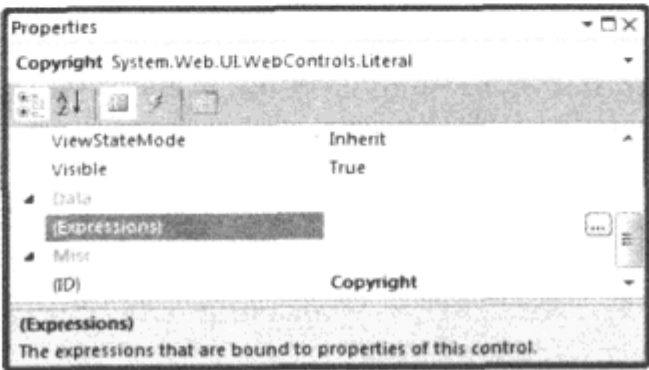 Properties
Copyright System.Web.UI.WebControls.Literal
ViewStateMode Inherit
Visible True
Data
(Expressions) ...
Misc
(ID) Copyright
(Expressions)
The expressions that are bound to properties of this control.